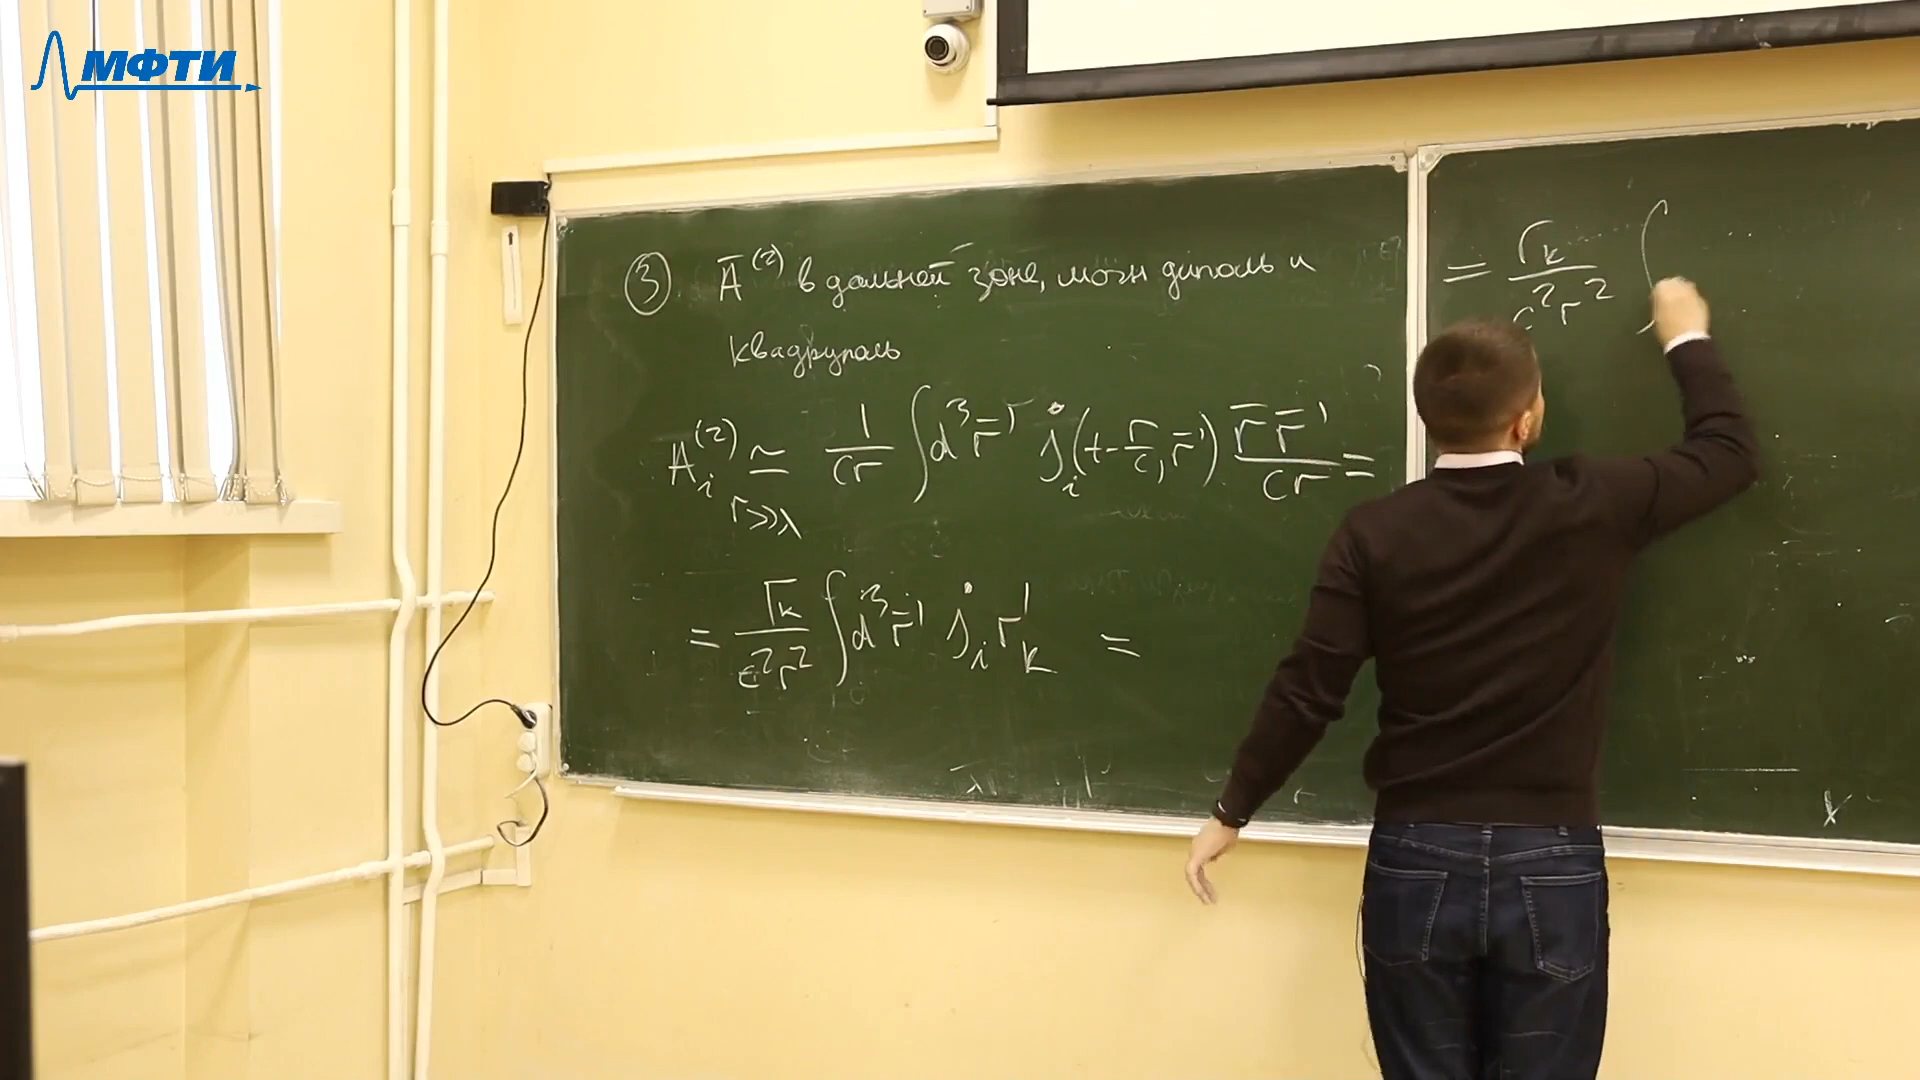 МФТИ
③ Ā⁽²⁾ в дальней зоне, магн диполь и
квадруполь
A_i⁽²⁾ ≃ 1/(cr) ∫ d³r̄' j̇_i (t - r/c, r̄') r̄r̄'/(cr) =
r≫λ
= r_k/(c²r²) ∫ d³r̄' j̇_i r'_k =
= r_k/(c²r²) ∫